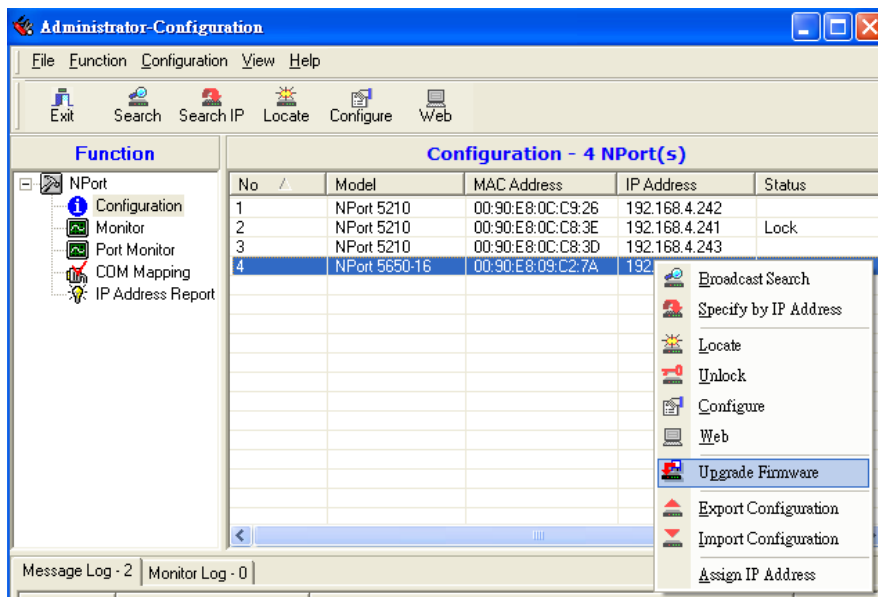 Administrator-Configuration
File Function Configuration View Help
Exit Search Search IP Locate Configure Web
Function
NPort
Configuration
Monitor
Port Monitor
COM Mapping
IP Address Report
Configuration - 4 NPort(s)
No Model MAC Address IP Address Status
1 NPort 5210 00:90:E8:0C:C9:26 192.168.4.242
2 NPort 5210 00:90:E8:0C:C8:3E 192.168.4.241 Lock
3 NPort 5210 00:90:E8:0C:C8:3D 192.168.4.243
4 NPort 5650-16 00:90:E8:09:C2:7A 192.
Broadcast Search
Specify by IP Address
Locate
Unlock
Configure
Web
Upgrade Firmware
Export Configuration
Import Configuration
Assign IP Address
Message Log - 2 Monitor Log - 0